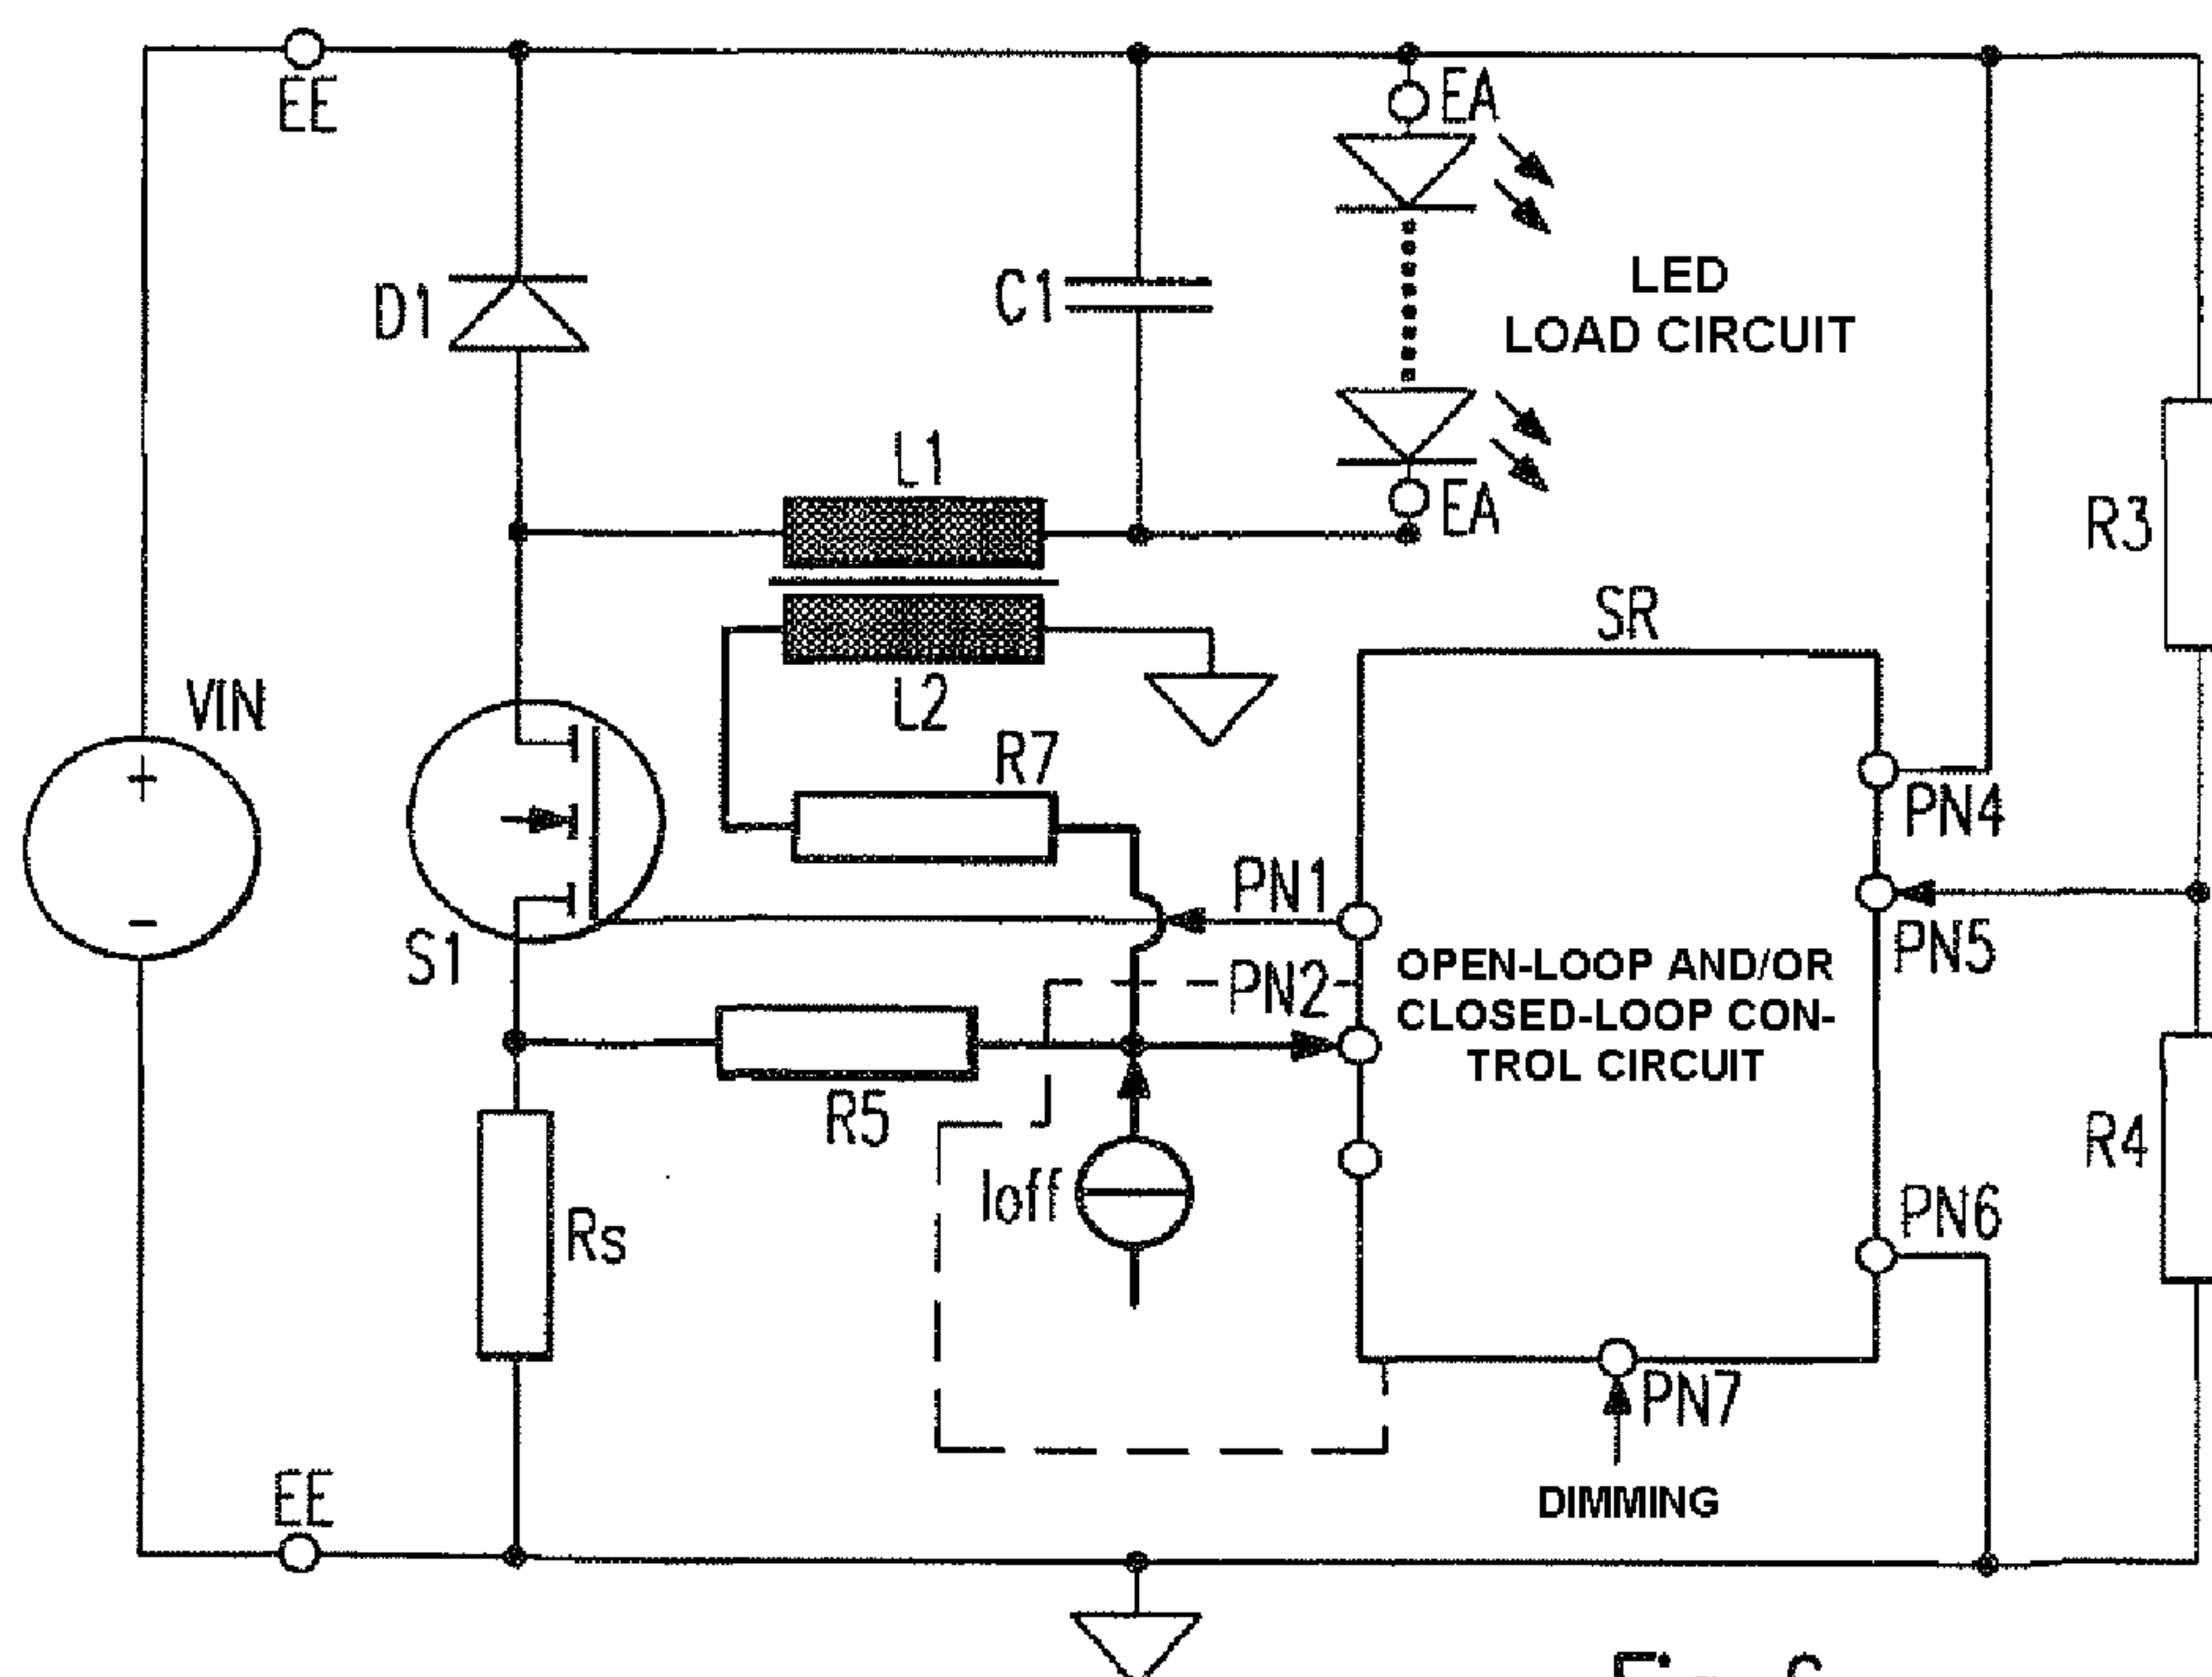 EE
EA
D1
C1
LED
LOAD CIRCUIT
L1
EA
R3
SR
VIN
+
L2
R7
PN4
PN1
-
PN5
S1
PN2
OPEN-LOOP AND/OR
CLOSED-LOOP CON-
TROL CIRCUIT
R5
R4
Ioff
Rs
PN6
PN7
EE
DIMMING